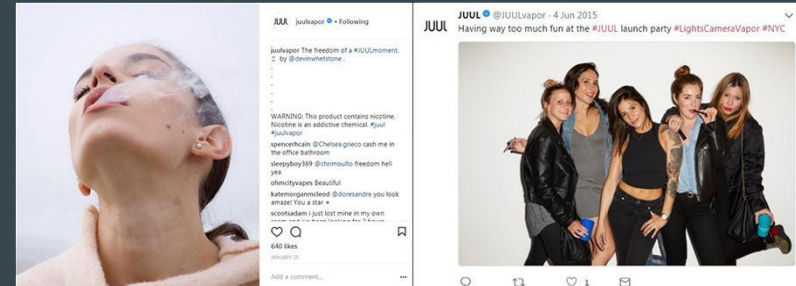 JUUL juulvapor • Following
juulvapor The freedom of a #JUULmoment.
by @devinwhetstone .
.
.
.
.
.
WARNING: This product contains nicotine.
Nicotine is an addictive chemical. #juul
#juulvapor
spencerhcain @Chelsea.grieco cash me in
the office bathroom
sleepyboy369 @chrimoulto freedom hell
yea
ohmcityvapes Beautiful
katemorganmcleod @doresandre you look
amaze! You a star
scootsadam i just lost mine in my own
640 likes
JANUARY 23
Add a comment...
JUUL
JUUL @JUULvapor - 4 Jun 2015
Having way too much fun at the #JUUL launch party #LightsCameraVapor #NYC
1